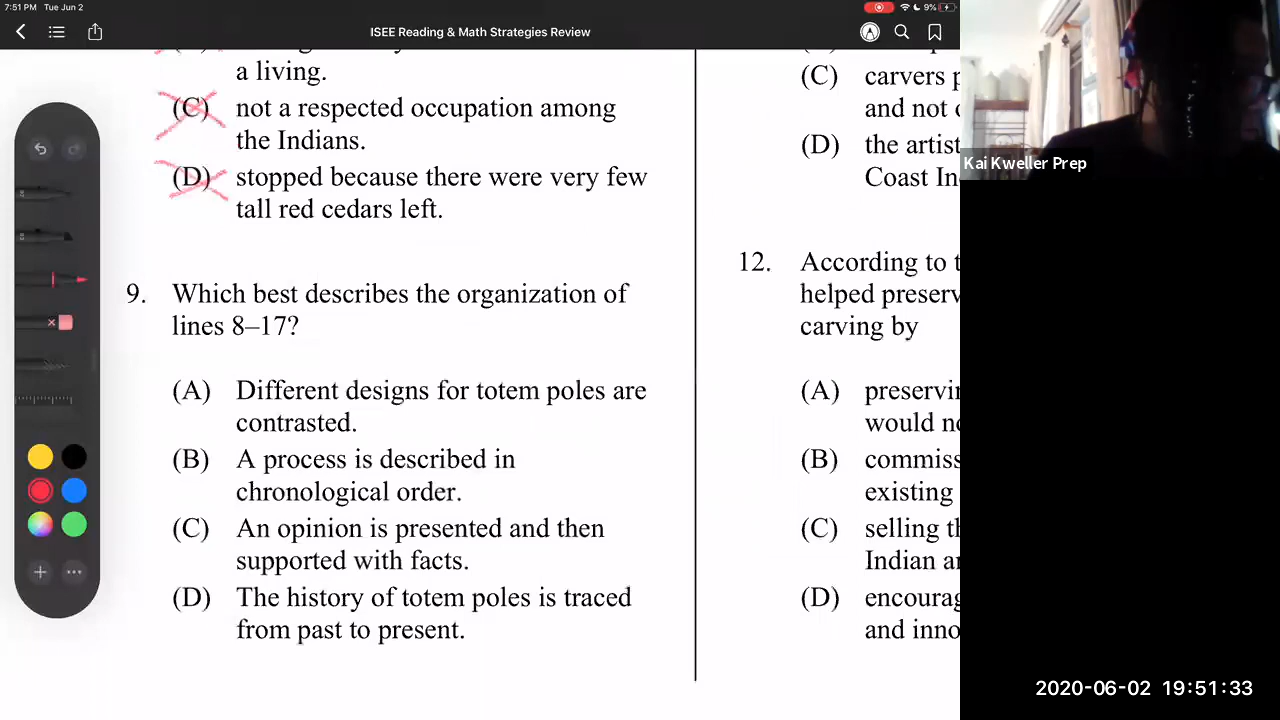 7:51 PM Tue Jun 2
9%
ISEE Reading & Math Strategies Review
a living.
(C) not a respected occupation among
the Indians.
(D) stopped because there were very few
tall red cedars left.
9. Which best describes the organization of
lines 8–17?
(A) Different designs for totem poles are
contrasted.
(B) A process is described in
chronological order.
(C) An opinion is presented and then
supported with facts.
(D) The history of totem poles is traced
from past to present.
(C) carvers p
and not
(D) the artist
Coast In
12. According to t
helped preserv
carving by
(A) preservin
would no
(B) commiss
existing
(C) selling th
Indian ar
(D) encourag
and inno
Kai Kweller Prep
2020-06-02 19:51:33